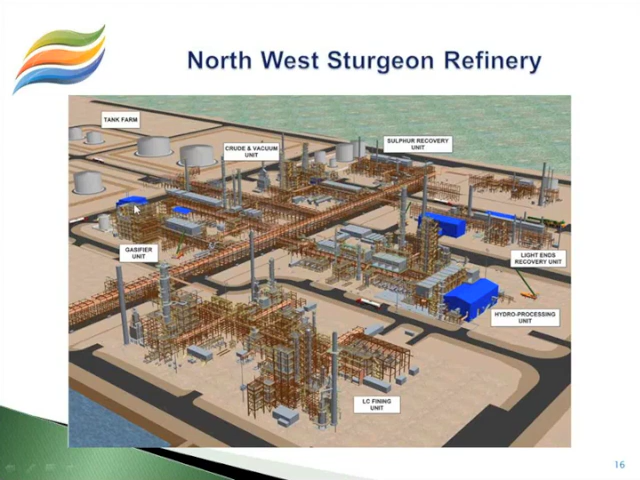 North West Sturgeon Refinery
TANK FARM
SULPHUR RECOVERY
UNIT
CRUDE & VACUUM
UNIT
GASIFIER
UNIT
LIGHT ENDS
RECOVERY UNIT
HYDRO-PROCESSING
UNIT
LC FINING
UNIT
16